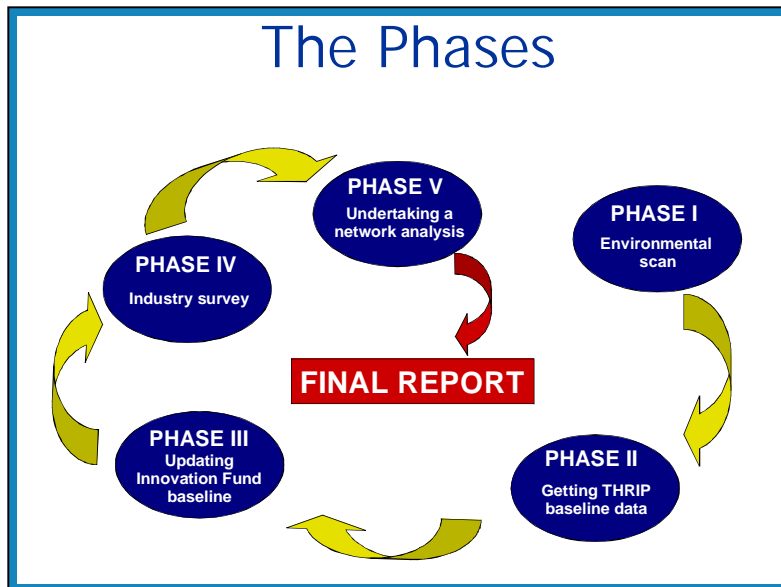 The Phases
PHASE I
Environmental
scan
PHASE II
Getting THRIP
baseline data
PHASE III
Updating
Innovation Fund
baseline
PHASE IV
Industry survey
PHASE V
Undertaking a
network analysis
FINAL REPORT